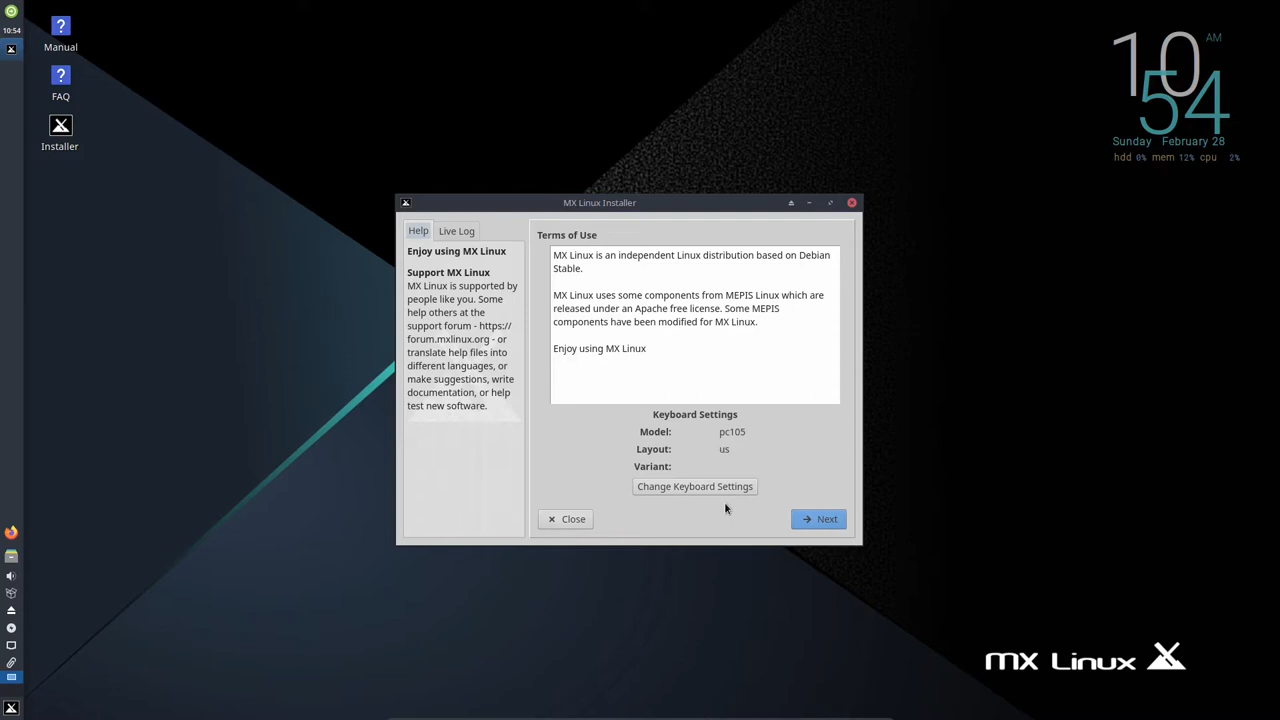 10:54
Manual
FAQ
Installer
10
AM
54
Sunday February 28
hdd 0% mem 12% cpu 2%
MX Linux Installer
Help
Live Log
Enjoy using MX Linux
Support MX Linux
MX Linux is supported by
people like you. Some
help others at the
support forum - https://
forum.mxlinux.org - or
translate help files into
different languages, or
make suggestions, write
documentation, or help
test new software.
Terms of Use
MX Linux is an independent Linux distribution based on Debian
Stable.
MX Linux uses some components from MEPIS Linux which are
released under an Apache free license. Some MEPIS
components have been modified for MX Linux.
Enjoy using MX Linux
Keyboard Settings
Model: pc105
Layout: us
Variant:
Change Keyboard Settings
Close
Next
mx Linux